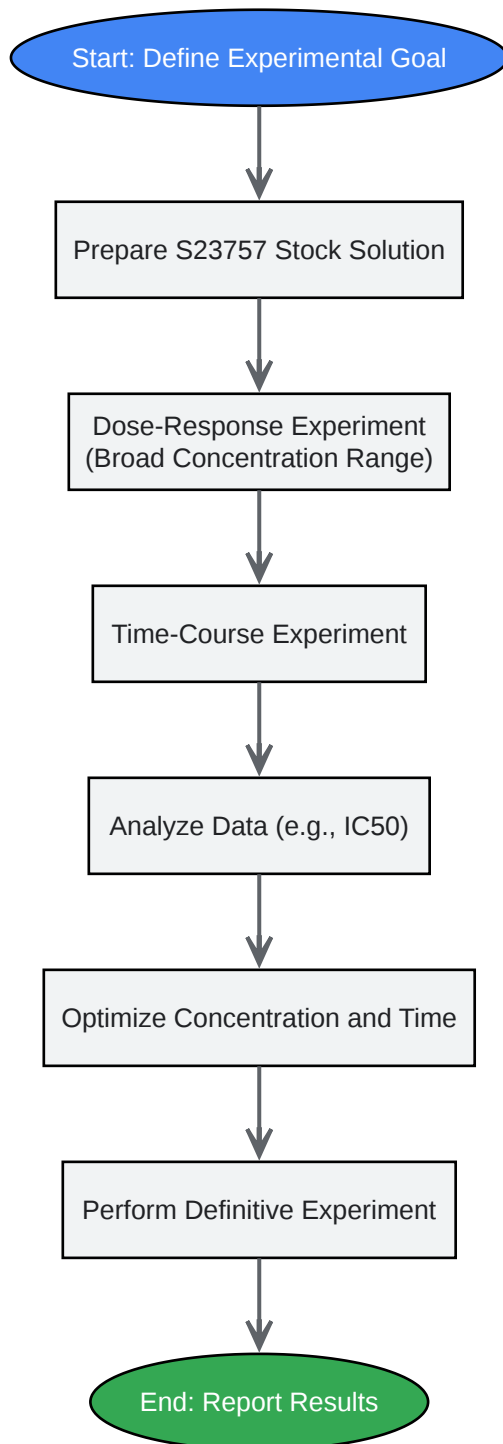 Start: Define Experimental Goal
Prepare S23757 Stock Solution
Dose-Response Experiment
(Broad Concentration Range)
Time-Course Experiment
Analyze Data (e.g., IC50)
Optimize Concentration and Time
Perform Definitive Experiment
End: Report Results